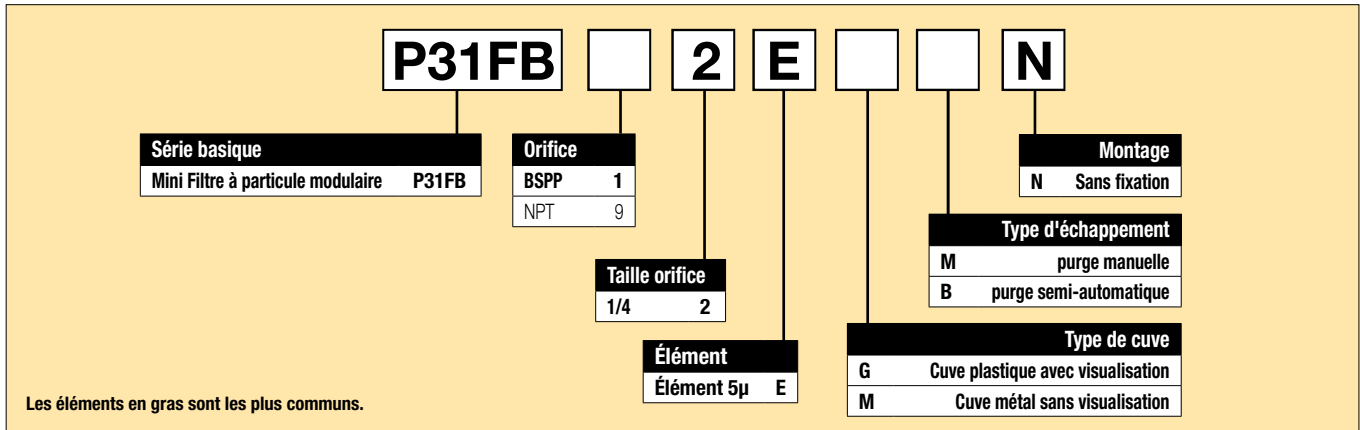 P31FB 2 E N
Série basique
Mini Filtre à particule modulaire P31FB
Orifice
BSPP 1
NPT 9
Taille orifice
1/4 2
Élément
Élément 5µ E
Montage
N Sans fixation
Type d'échappement
M purge manuelle
B purge semi-automatique
Type de cuve
G Cuve plastique avec visualisation
M Cuve métal sans visualisation
Les éléments en gras sont les plus communs.